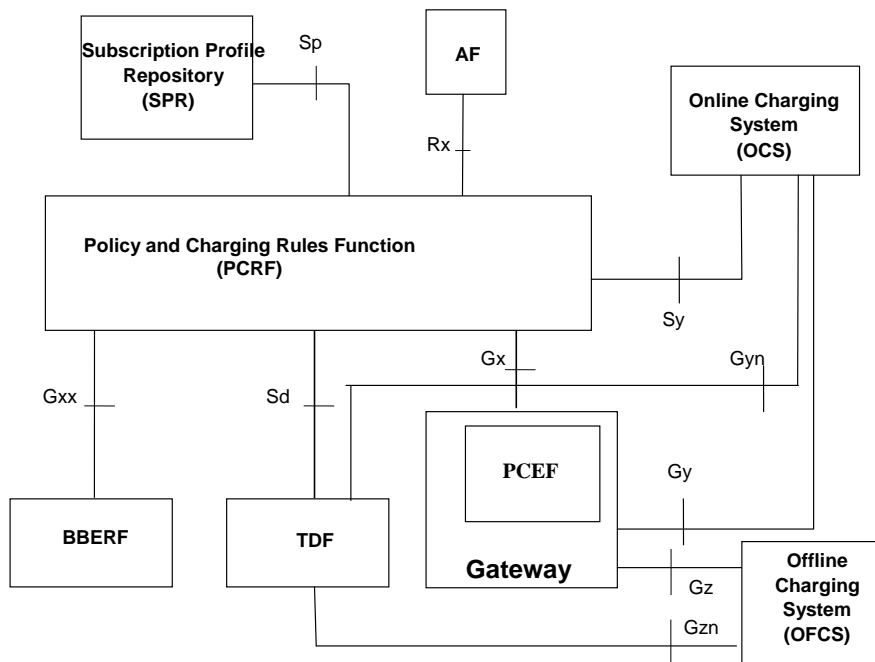 Subscription Profile
Repository
(SPR)
Sp
AF
Online Charging
System
(OCS)
Rx
Policy and Charging Rules Function
(PCRF)
Sy
Gx
Gyn
Gxx
Sd
PCEF
Gy
BBERF
TDF
Gateway
Offline
Charging
System
(OFCS)
Gz
Gzn